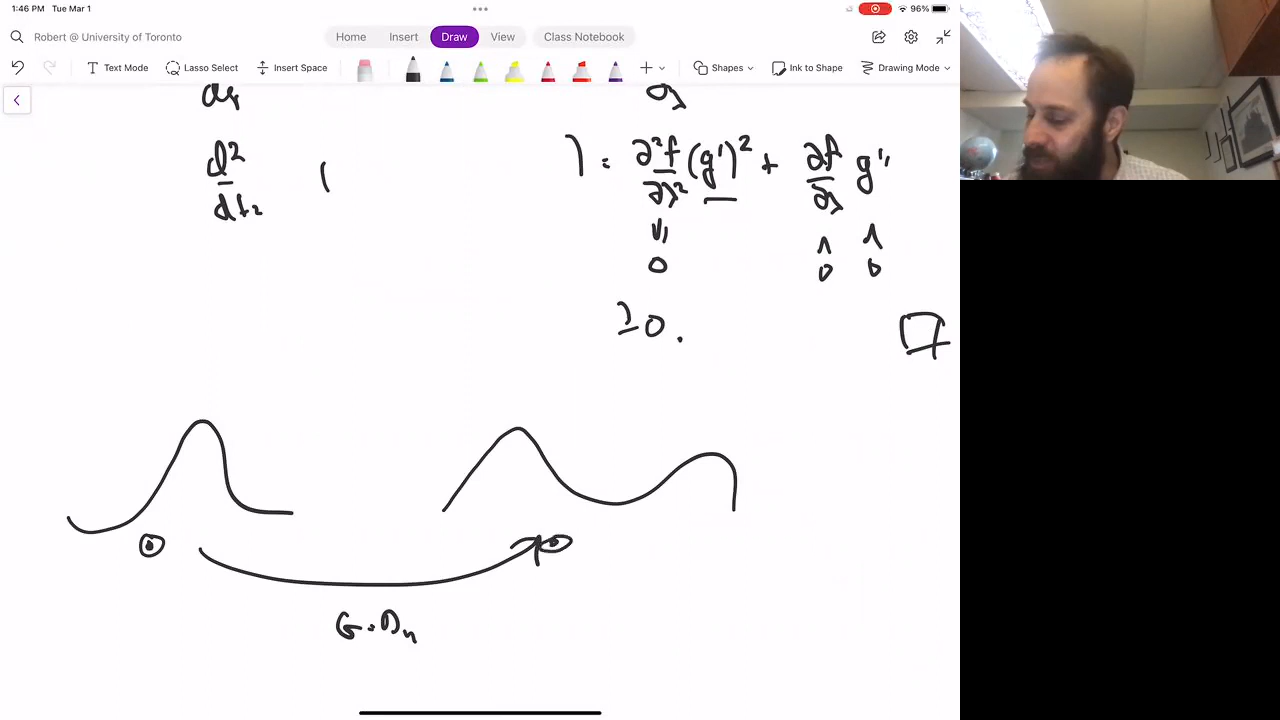 1:46 PM Tue Mar 1
96%
Robert @ University of Toronto
Home Insert Draw View Class Notebook
Text Mode Lasso Select Insert Space Shapes Ink to Shape Drawing Mode
d²/dt² ( ) = ∂²f/∂λ² (g')² + ∂f/∂λ g''
0 0 0
≥ 0.